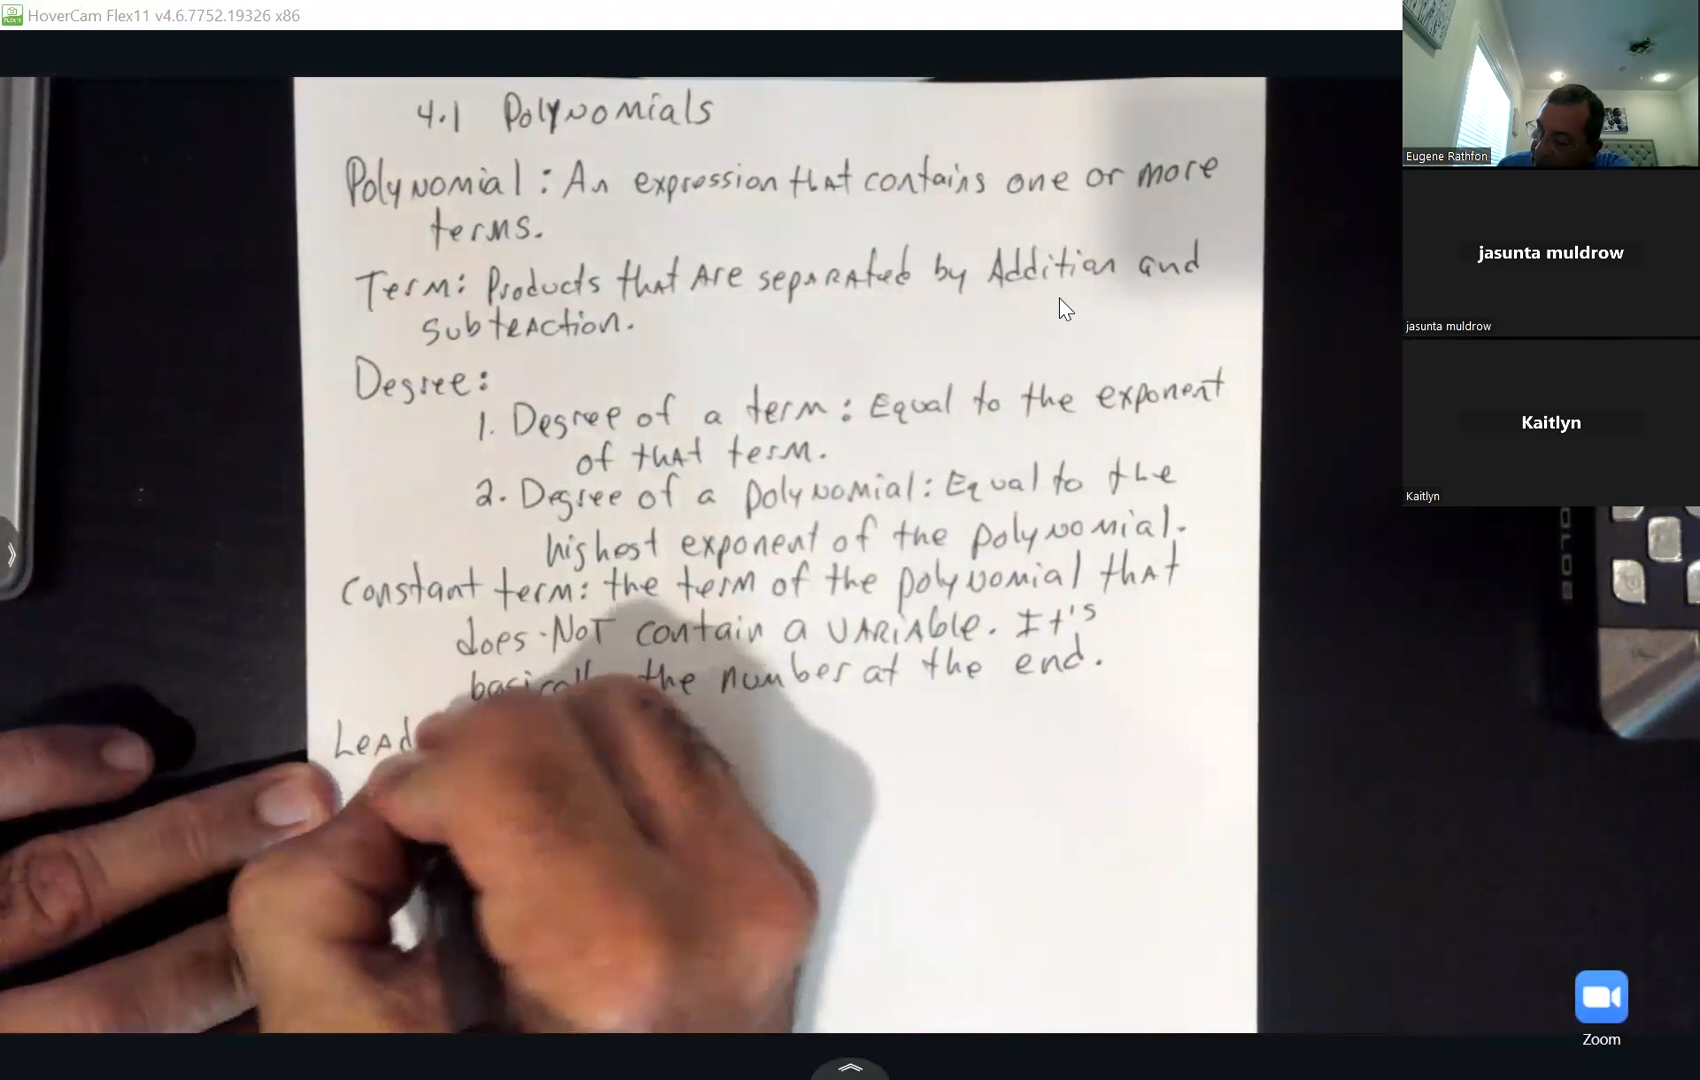 HoverCam Flex11 v4.6.7752.19326 x86
4.1 Polynomials
Polynomial: An expression that contains one or more
terms.
Term: Products that are separated by Addition and
subtraction.
Degree:
1. Degree of a term: Equal to the exponent
of that term.
2. Degree of a polynomial: Equal to the
highest exponent of the polynomial.
Constant term: the term of the polynomial that
does NOT contain a variable. It's
the number at the end.
Lead
Eugene Rathfon
jasunta muldrow
jasunta muldrow
Kaitlyn
Kaitlyn
Zoom